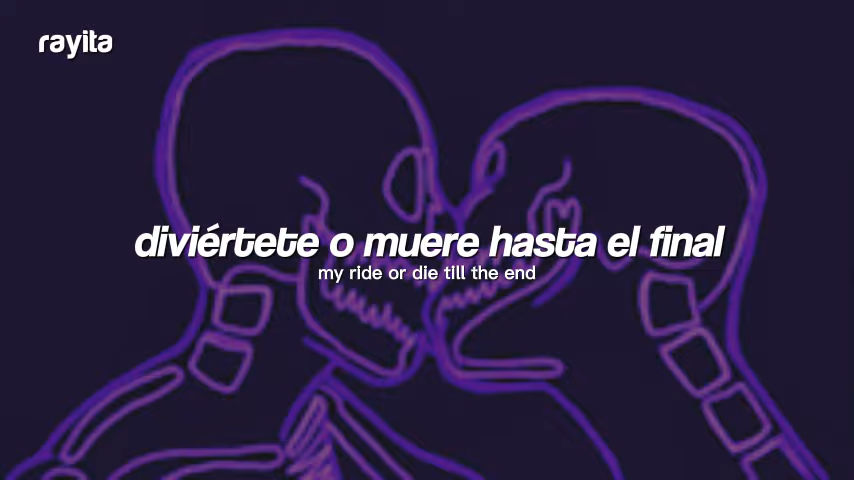 rayita
diviértete o muere hasta el final
my ride or die till the end